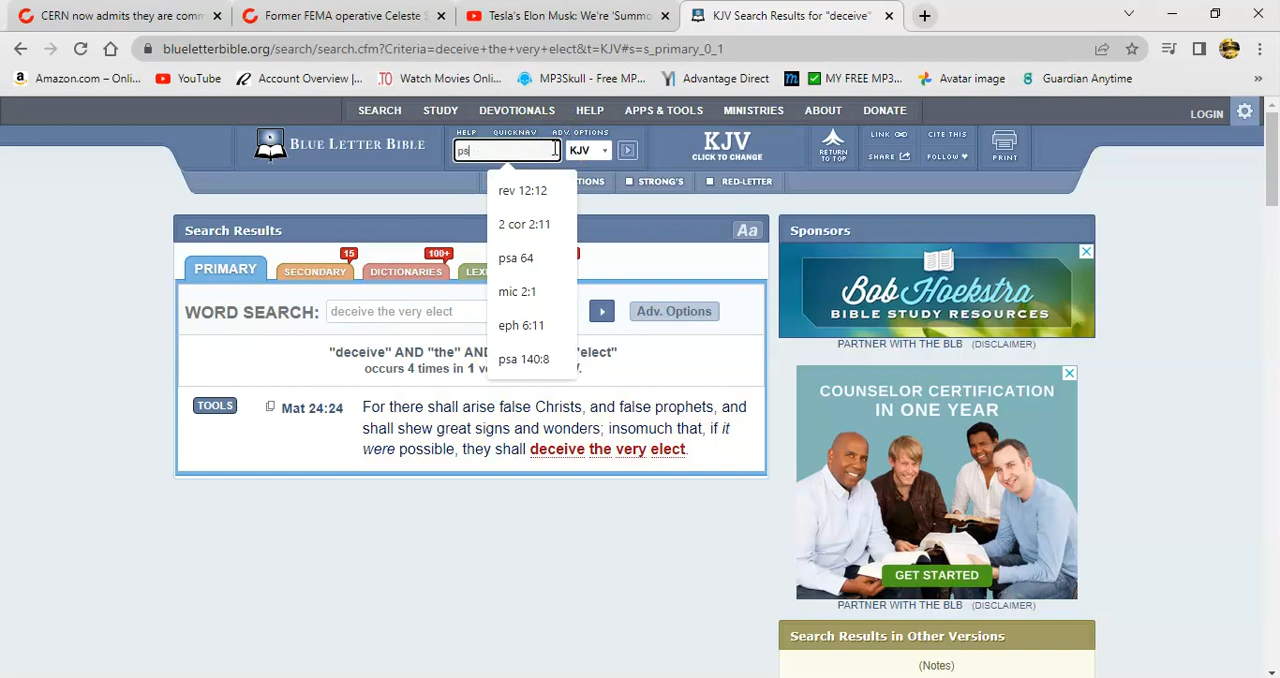 CERN now admits they are comm
Former FEMA operative Celeste S
Tesla's Elon Musk: We're 'Summo
KJV Search Results for "deceive"
blueletterbible.org/search/search.cfm?Criteria=deceive+the+very+elect&t=KJV#s=s_primary_0_1
Amazon.com – Onli...
YouTube
Account Overview |...
Watch Movies Onlin...
MP3Skull - Free MP...
Advantage Direct
MY FREE MP3...
Avatar image
Guardian Anytime
»
SEARCH STUDY DEVOTIONALS HELP APPS & TOOLS MINISTRIES ABOUT DONATE
LOGIN
BLUE LETTER BIBLE
HELP QUICKNAV ADV. OPTIONS
ps
KJV
KJV
CLICK TO CHANGE
RETURN
TO TOP
LINK
CITE THIS
SHARE
FOLLOW
PRINT
TIONS
STRONG'S
RED-LETTER
rev 12:12
2 cor 2:11
psa 64
mic 2:1
eph 6:11
psa 140:8
Search Results
Aa
PRIMARY
15
SECONDARY
100+
DICTIONARIES
LEXI
WORD SEARCH:
deceive the very elect
Adv. Options
"deceive" AND "the" AND
elect"
occurs 4 times in 1 ve
V.
TOOLS
Mat 24:24
For there shall arise false Christs, and false prophets, and
shall shew great signs and wonders; insomuch that, if it
were possible, they shall deceive the very elect.
Sponsors
Bob Hoekstra
BIBLE STUDY RESOURCES
PARTNER WITH THE BLB (DISCLAIMER)
COUNSELOR CERTIFICATION
IN ONE YEAR
GET STARTED
PARTNER WITH THE BLB (DISCLAIMER)
Search Results in Other Versions
(Notes)